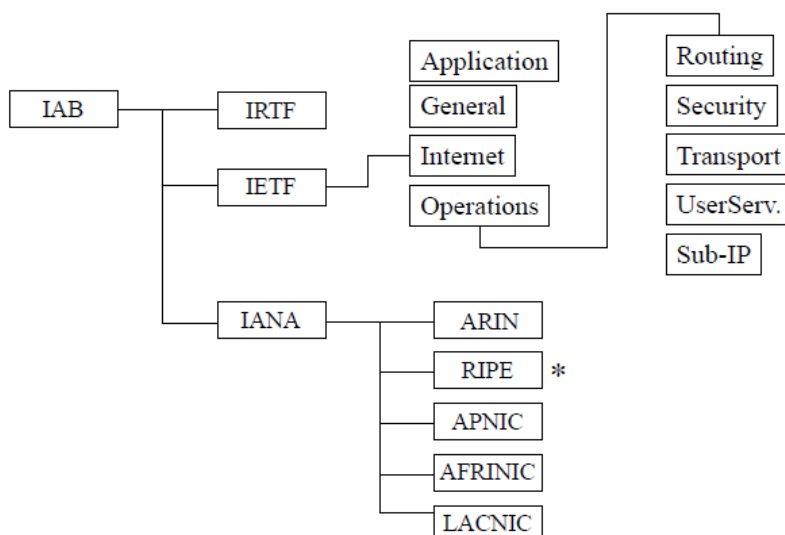 IAB
IRTF
IETF
IANA
Application
General
Internet
Operations
Routing
Security
Transport
UserServ.
Sub-IP
ARIN
RIPE *
APNIC
AFRINIC
LACNIC